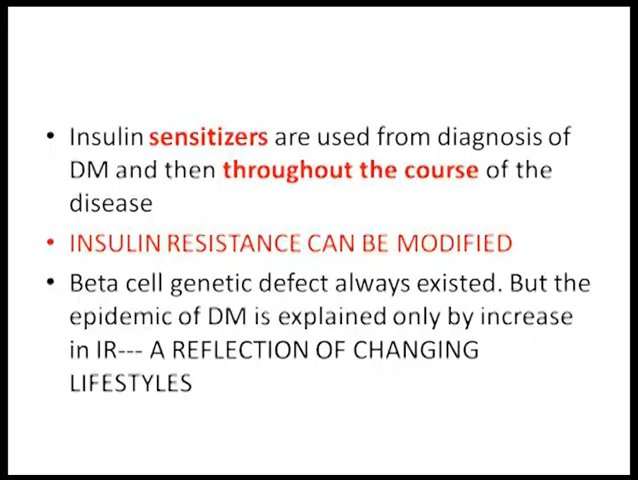 • Insulin sensitizers are used from diagnosis of
DM and then throughout the course of the
disease
• INSULIN RESISTANCE CAN BE MODIFIED
• Beta cell genetic defect always existed. But the
epidemic of DM is explained only by increase
in IR--- A REFLECTION OF CHANGING
LIFESTYLES